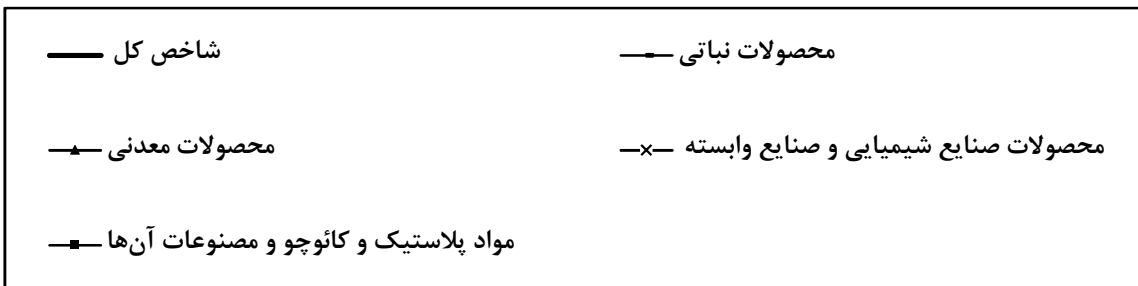 محصولات نباتی
شاخص کل
محصولات صنایع شیمیایی و صنایع وابسته
محصولات معدنی
مواد پلاستیک و کائوچو و مصنوعات آن‌ها